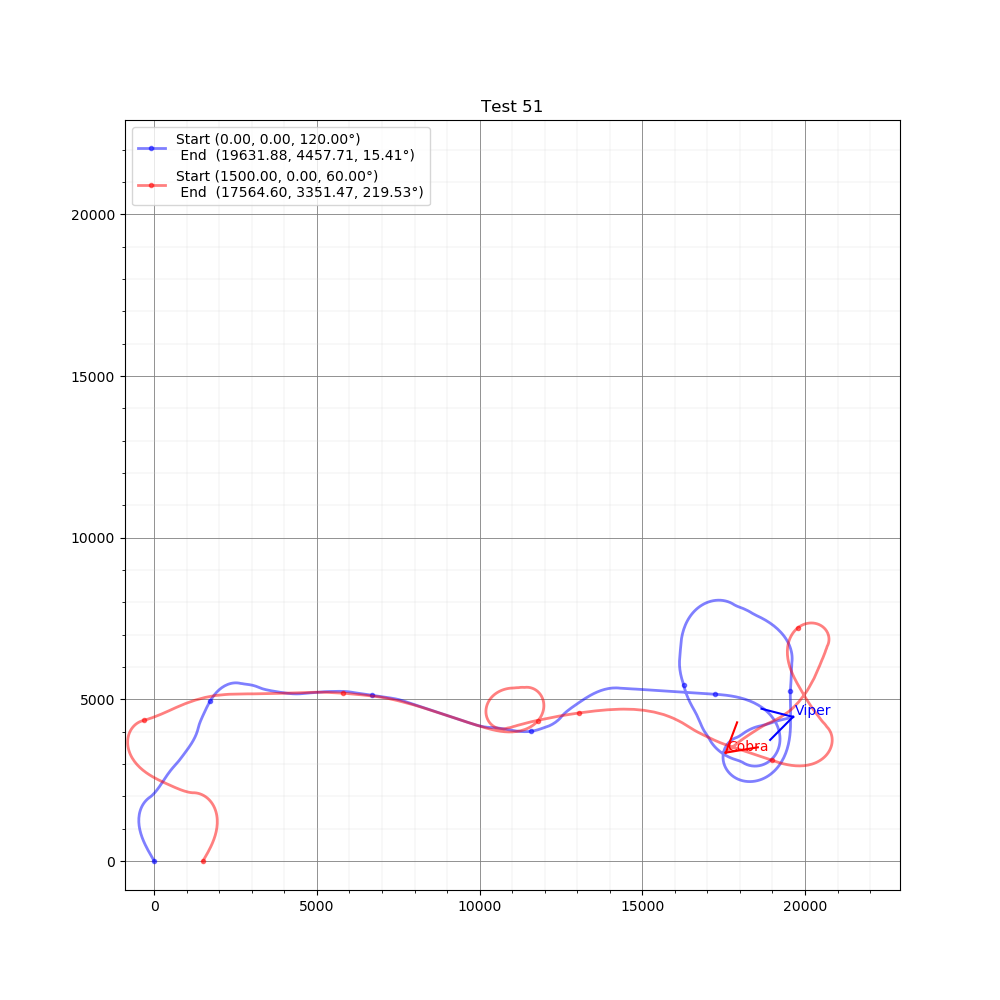 Test 51
Start (0.00, 0.00, 120.00°)
End (19631.88, 4457.71, 15.41°)
Start (1500.00, 0.00, 60.00°)
End (17564.60, 3351.47, 219.53°)
20000
15000
10000
5000
0
Viper
Cobra
0 5000 10000 15000 20000